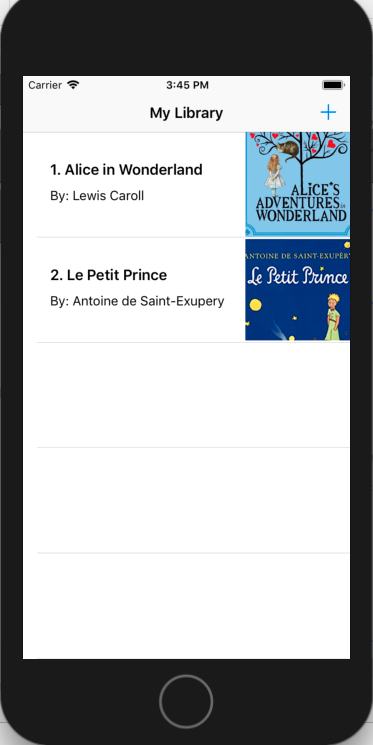 Carrier 3:45 PM
My Library +
1. Alice in Wonderland
By: Lewis Caroll
ALICE'S
ADVENTURES
IN
WONDERLAND
2. Le Petit Prince
By: Antoine de Saint-Exupery
ANTOINE DE SAINT-EXUPÉRY
Le Petit Prince